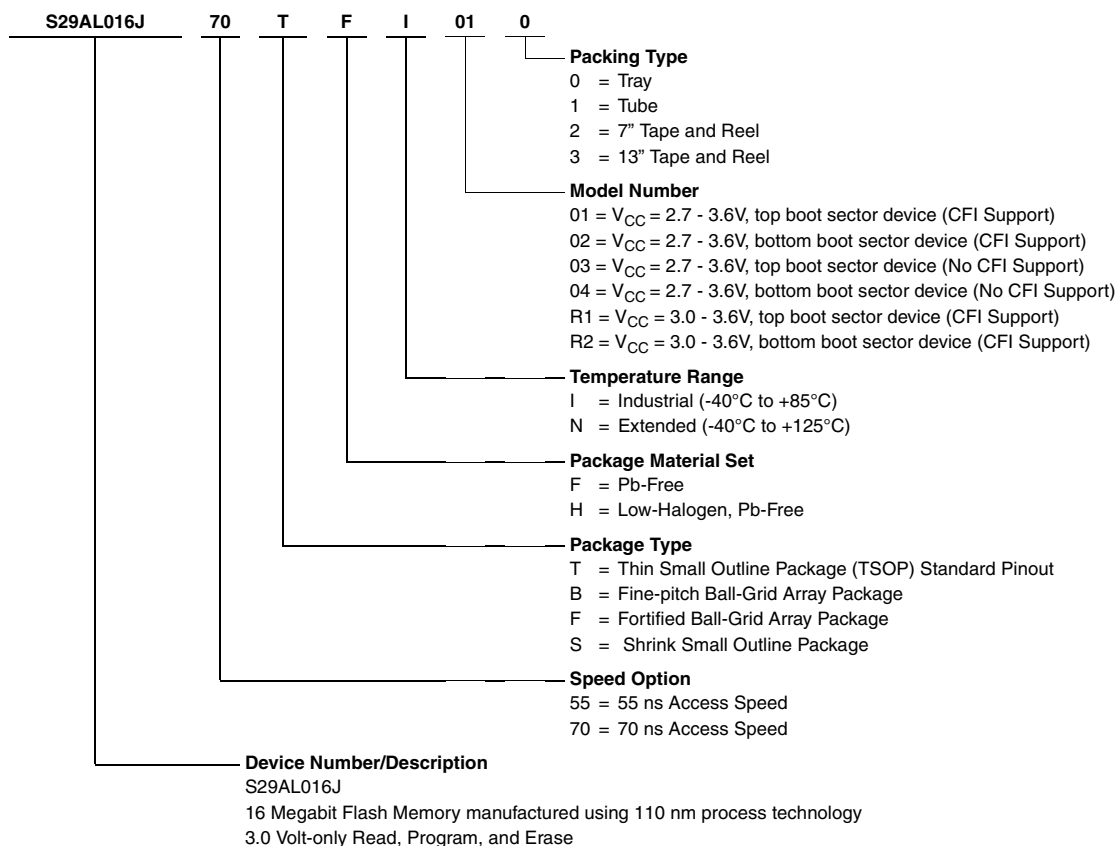 S29AL016J 70 T F I 01 0
Packing Type
0 = Tray
1 = Tube
2 = 7” Tape and Reel
3 = 13” Tape and Reel
Model Number
01 = VCC = 2.7 - 3.6V, top boot sector device (CFI Support)
02 = VCC = 2.7 - 3.6V, bottom boot sector device (CFI Support)
03 = VCC = 2.7 - 3.6V, top boot sector device (No CFI Support)
04 = VCC = 2.7 - 3.6V, bottom boot sector device (No CFI Support)
R1 = VCC = 3.0 - 3.6V, top boot sector device (CFI Support)
R2 = VCC = 3.0 - 3.6V, bottom boot sector device (CFI Support)
Temperature Range
I = Industrial (-40°C to +85°C)
N = Extended (-40°C to +125°C)
Package Material Set
F = Pb-Free
H = Low-Halogen, Pb-Free
Package Type
T = Thin Small Outline Package (TSOP) Standard Pinout
B = Fine-pitch Ball-Grid Array Package
F = Fortified Ball-Grid Array Package
S = Shrink Small Outline Package
Speed Option
55 = 55 ns Access Speed
70 = 70 ns Access Speed
Device Number/Description
S29AL016J
16 Megabit Flash Memory manufactured using 110 nm process technology
3.0 Volt-only Read, Program, and Erase